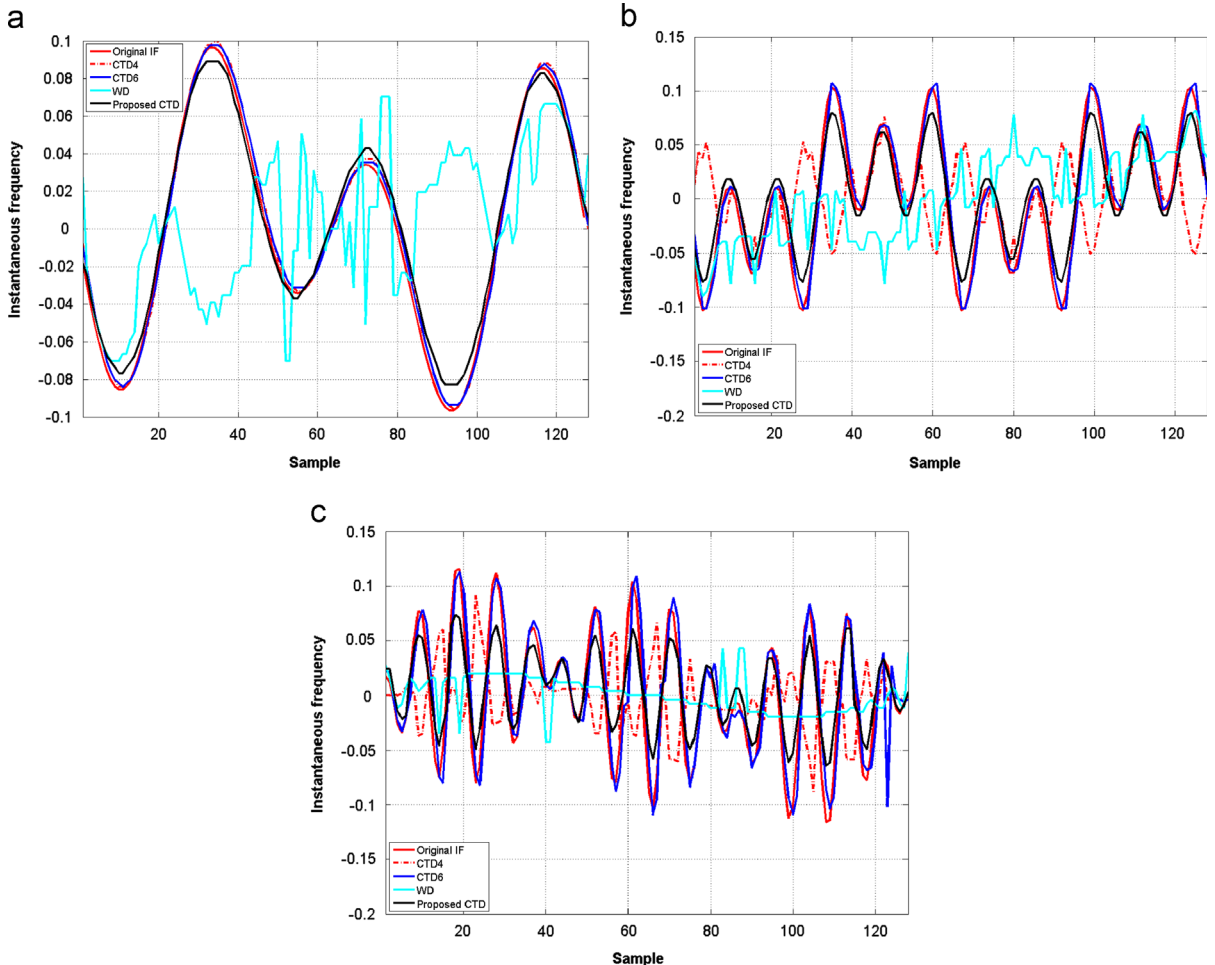 a
0.1
0.08
0.06
0.04
0.02
0
-0.02
-0.04
-0.06
-0.08
-0.1
Instantaneous frequency
Original IF
CTD4
CTD6
WD
Proposed CTD
20 40 60 80 100 120
Sample
b
0.15
0.1
0.05
0
-0.05
-0.1
-0.15
-0.2
Instantaneous frequency
Original IF
CTD4
CTD6
WD
Proposed CTD
20 40 60 80 100 120
Sample
c
0.15
0.1
0.05
0
-0.05
-0.1
-0.15
-0.2
Instantaneous frequency
Original IF
CTD4
CTD6
WD
Proposed CTD
20 40 60 80 100 120
Sample